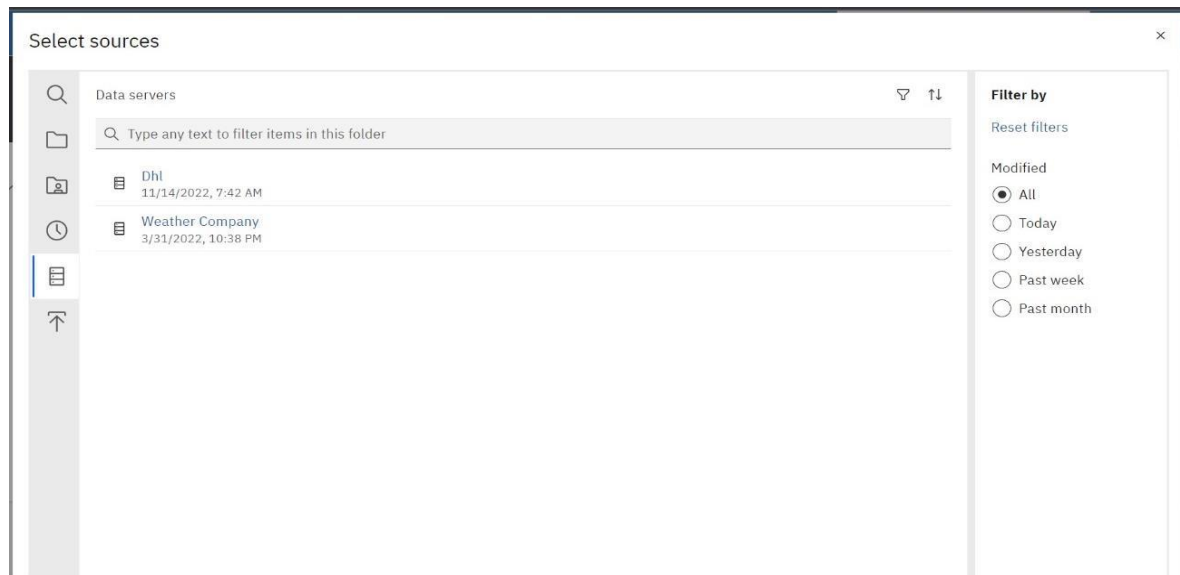 Select sources
Data servers
Type any text to filter items in this folder
Dhl
11/14/2022, 7:42 AM
Weather Company
3/31/2022, 10:38 PM
Filter by
Reset filters
Modified
All
Today
Yesterday
Past week
Past month